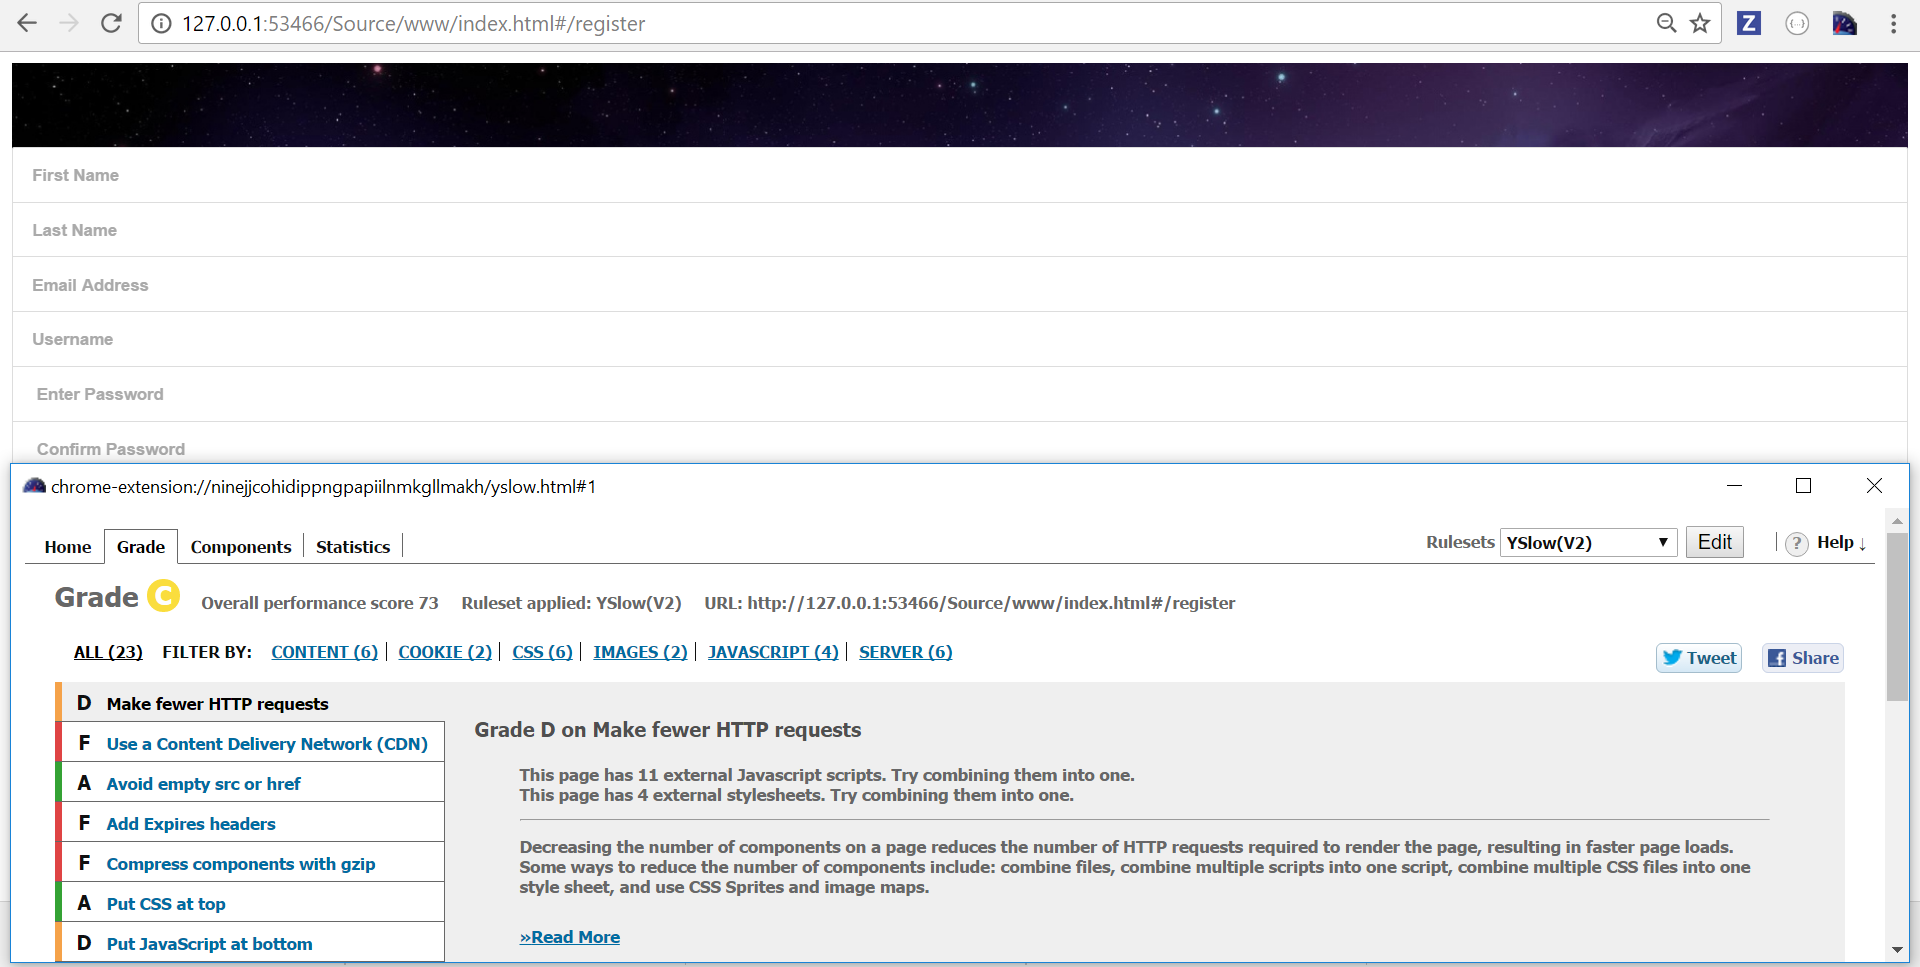 127.0.0.1:53466/Source/www/index.html#/register
Z
First Name
Last Name
Email Address
Username
Enter Password
Confirm Password
chrome-extension://ninejjcohidippngpapiilnmkgllmakh/yslow.html#1
Home Grade Components Statistics Rulesets YSlow(V2) Edit ? Help ↓
Grade C Overall performance score 73 Ruleset applied: YSlow(V2) URL: http://127.0.0.1:53466/Source/www/index.html#/register
ALL (23) FILTER BY: CONTENT (6) COOKIE (2) CSS (6) IMAGES (2) JAVASCRIPT (4) SERVER (6)
Tweet Share
D Make fewer HTTP requests
F Use a Content Delivery Network (CDN)
A Avoid empty src or href
F Add Expires headers
F Compress components with gzip
A Put CSS at top
D Put JavaScript at bottom
Grade D on Make fewer HTTP requests
This page has 11 external Javascript scripts. Try combining them into one.
This page has 4 external stylesheets. Try combining them into one.
Decreasing the number of components on a page reduces the number of HTTP requests required to render the page, resulting in faster page loads.
Some ways to reduce the number of components include: combine files, combine multiple scripts into one script, combine multiple CSS files into one
style sheet, and use CSS Sprites and image maps.
»Read More